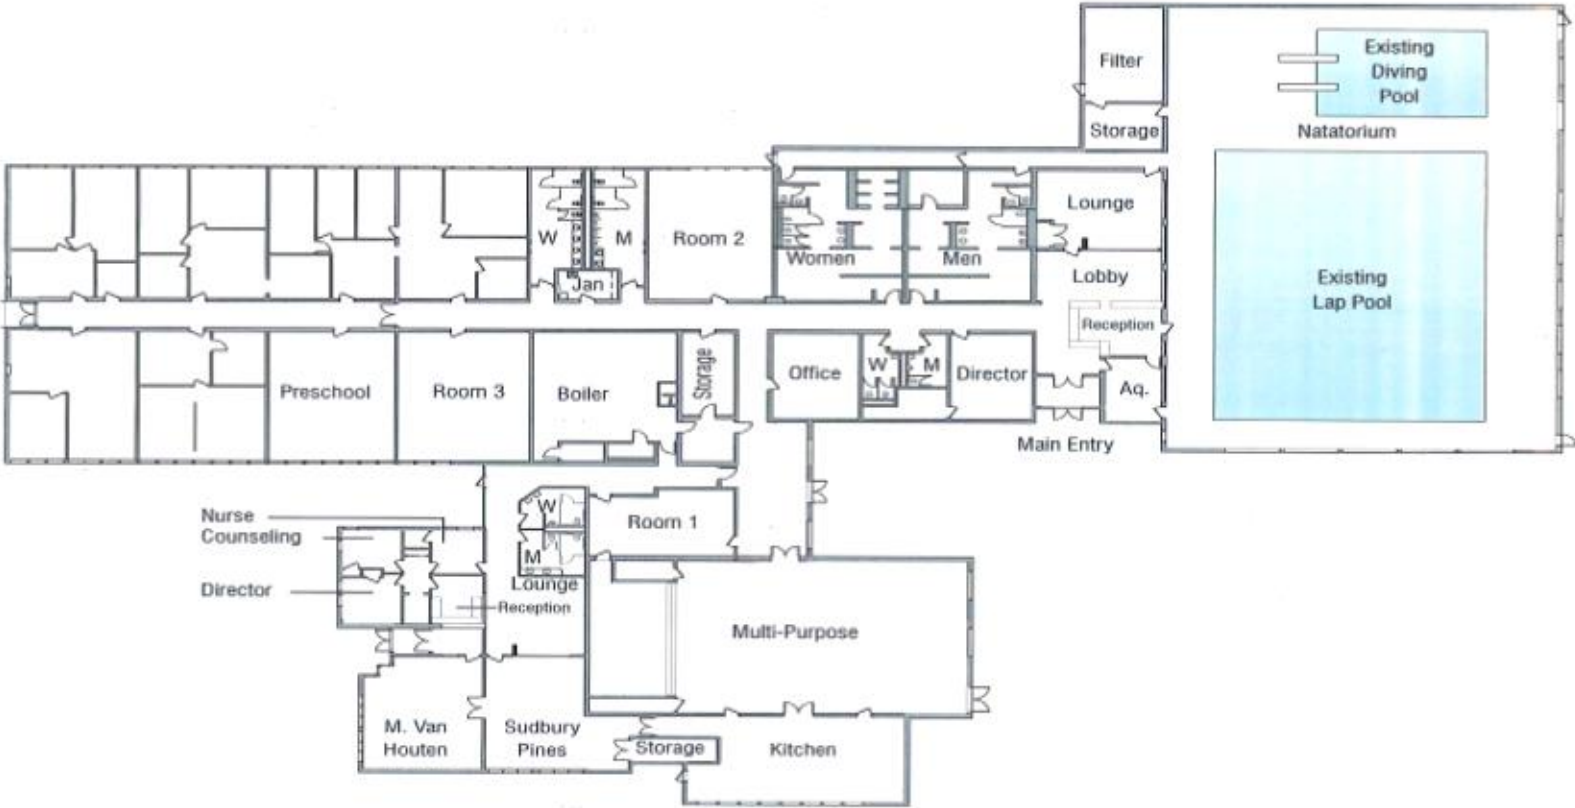 Existing
Diving
Pool
Filter
Storage
Natatorium
Lounge
W
M
Room 2
Women
Men
Jan
Lobby
Existing
Lap Pool
Reception
Preschool
Room 3
Boiler
Storage
Office
W
M
Director
Aq.
Main Entry
Nurse
Counseling
Director
W
M
Lounge
Reception
Room 1
Multi-Purpose
M. Van
Houten
Sudbury
Pines
Storage
Kitchen